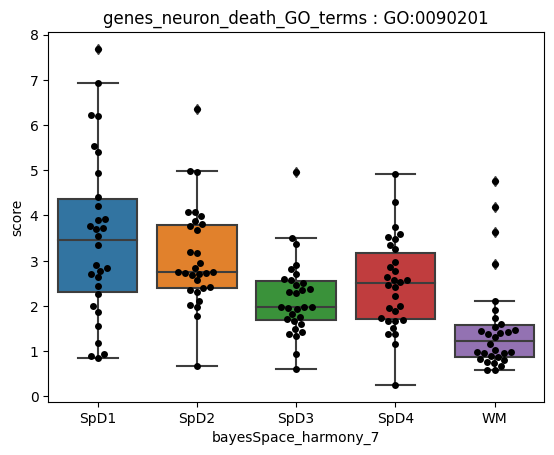 genes_neuron_death_GO_terms : GO:0090201
8
7
6
5
4
3
2
1
0
score
SpD1 SpD2 SpD3 SpD4 WM
bayesSpace_harmony_7